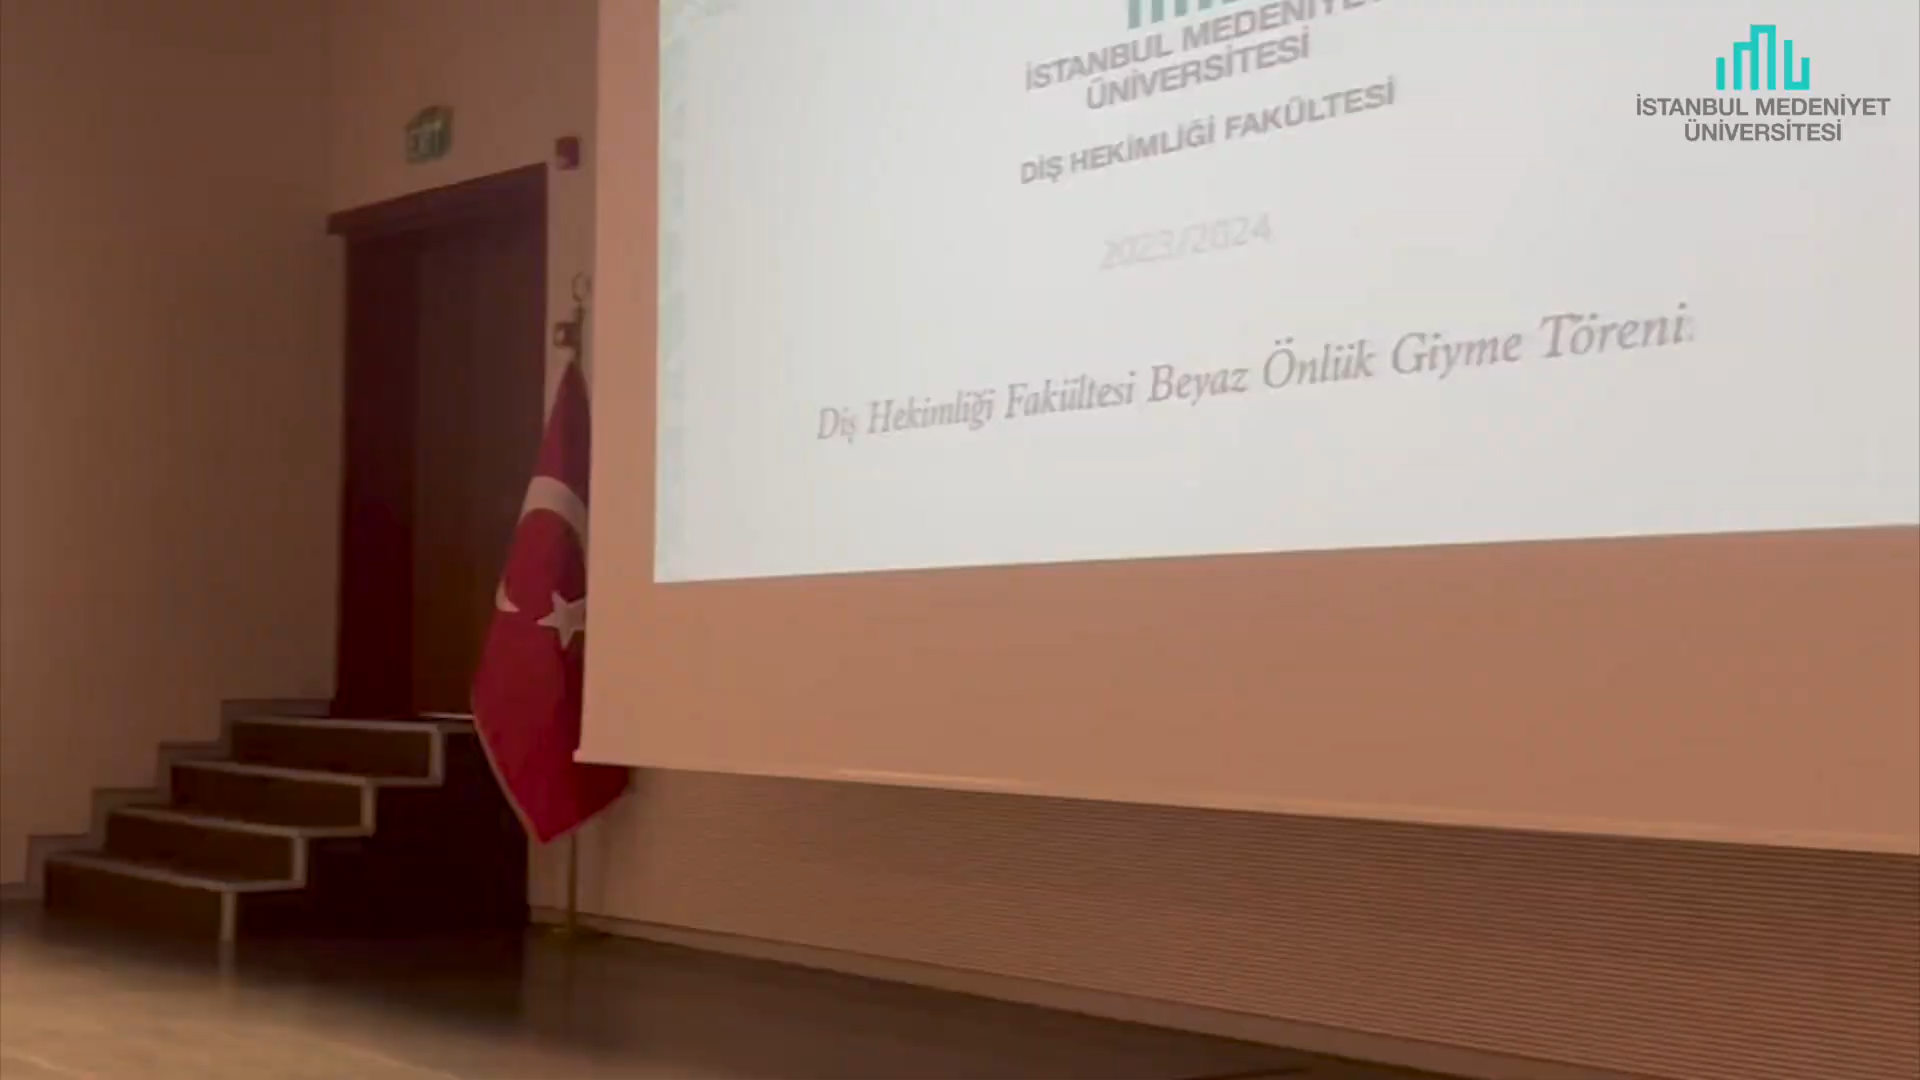 İSTANBUL MEDENİYET
ÜNİVERSİTESİ
DİŞ HEKİMLİĞİ FAKÜLTESİ
2023/2024
Diş Hekimliği Fakültesi Beyaz Önlük Giyme Töreni
İSTANBUL MEDENİYET
ÜNİVERSİTESİ
EXIT